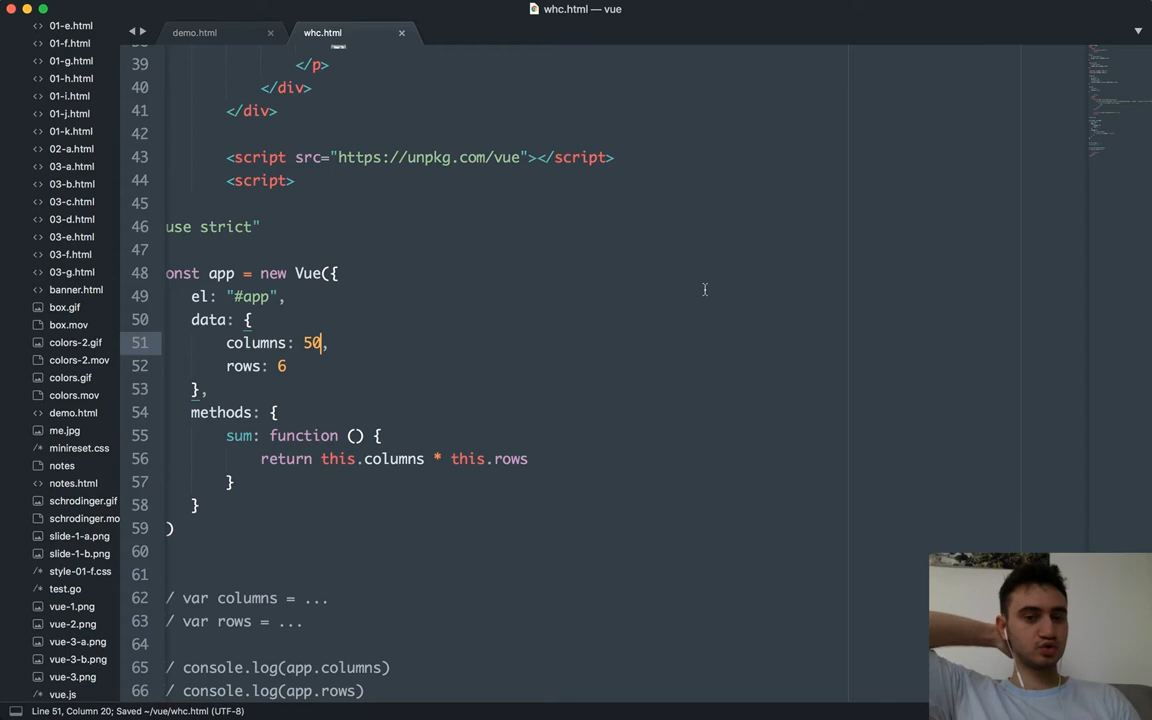 whc.html — vue
demo.html
whc.html
01-e.html
01-f.html
01-g.html
01-h.html
01-i.html
01-j.html
01-k.html
02-a.html
03-a.html
03-b.html
03-c.html
03-d.html
03-e.html
03-f.html
03-g.html
banner.html
box.gif
box.mov
colors-2.gif
colors-2.mov
colors.gif
colors.mov
demo.html
me.jpg
minireset.css
notes
notes.html
schrodinger.gif
schrodinger.mo
slide-1-a.png
slide-1-b.png
style-01-f.css
test.go
vue-1.png
vue-2.png
vue-3-a.png
vue-3-b.png
vue-3.png
vue.js
39 </p>
40 </div>
41 </div>
42
43 <script src="https://unpkg.com/vue"></script>
44 <script>
45
46 use strict"
47
48 onst app = new Vue({
49 el: "#app",
50 data: {
51 columns: 50,
52 rows: 6
53 },
54 methods: {
55 sum: function () {
56 return this.columns * this.rows
57 }
58 }
59 )
60
61
62 / var columns = ...
63 / var rows = ...
64
65 / console.log(app.columns)
66 / console.log(app.rows)
Line 51, Column 20; Saved ~/vue/whc.html (UTF-8)